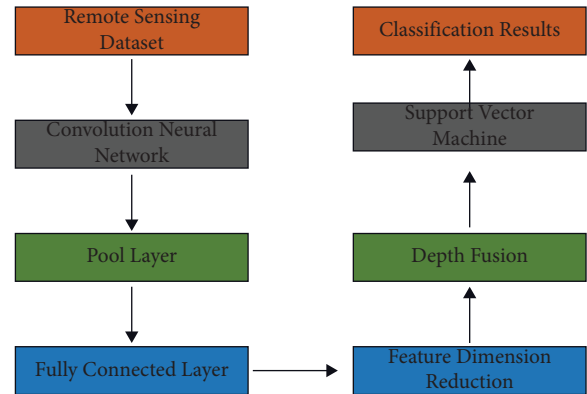 Remote Sensing
Dataset
Convolution Neural
Network
Pool Layer
Fully Connected Layer
Feature Dimension
Reduction
Depth Fusion
Support Vector
Machine
Classification Results